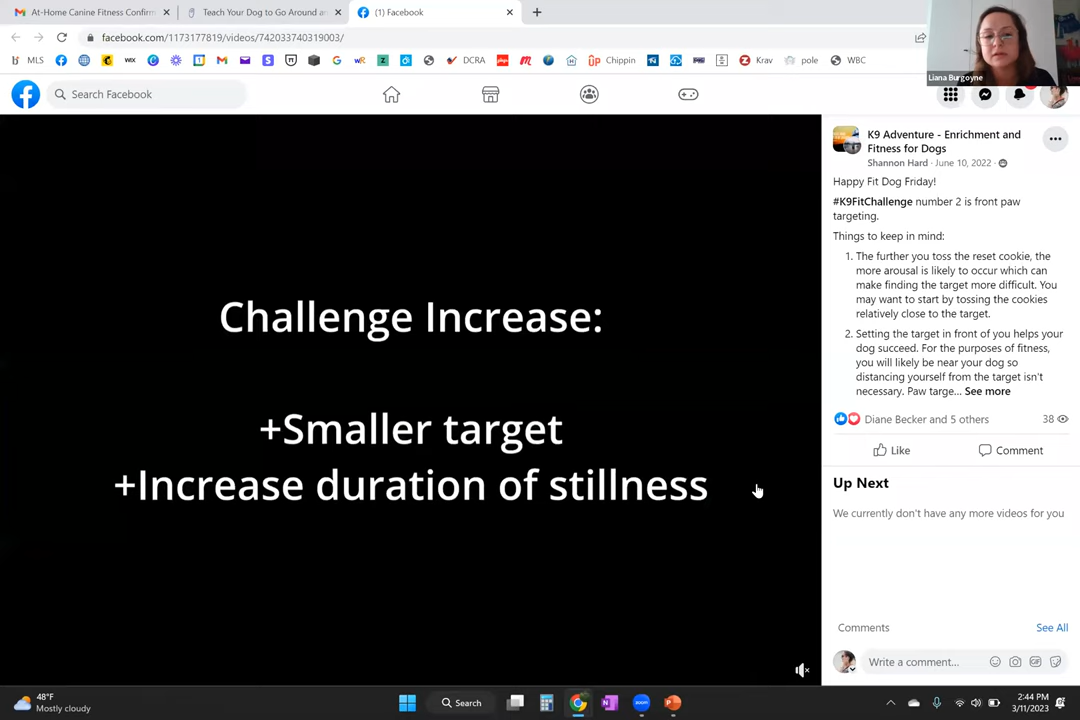 At-Home Canine Fitness Confirm
Teach Your Dog to Go Around an
(1) Facebook
facebook.com/1173177819/videos/742033740319003/
MLS
DCRA
Chippin
Krav
pole
WBC
Liana Burgoyne
Search Facebook
Challenge Increase:
+Smaller target
+Increase duration of stillness
K9 Adventure - Enrichment and
Fitness for Dogs
Shannon Hard · June 10, 2022 ·
Happy Fit Dog Friday!
#K9FitChallenge number 2 is front paw
targeting.
Things to keep in mind:
1. The further you toss the reset cookie, the
more arousal is likely to occur which can
make finding the target more difficult. You
may want to start by tossing the cookies
relatively close to the target.
2. Setting the target in front of you helps your
dog succeed. For the purposes of fitness,
you will likely be near your dog so
distancing yourself from the target isn't
necessary. Paw targe... See more
Diane Becker and 5 others
38
Like
Comment
Up Next
We currently don't have any more videos for you
Comments
See All
Write a comment...
48°F
Mostly cloudy
Search
2:44 PM
3/11/2023